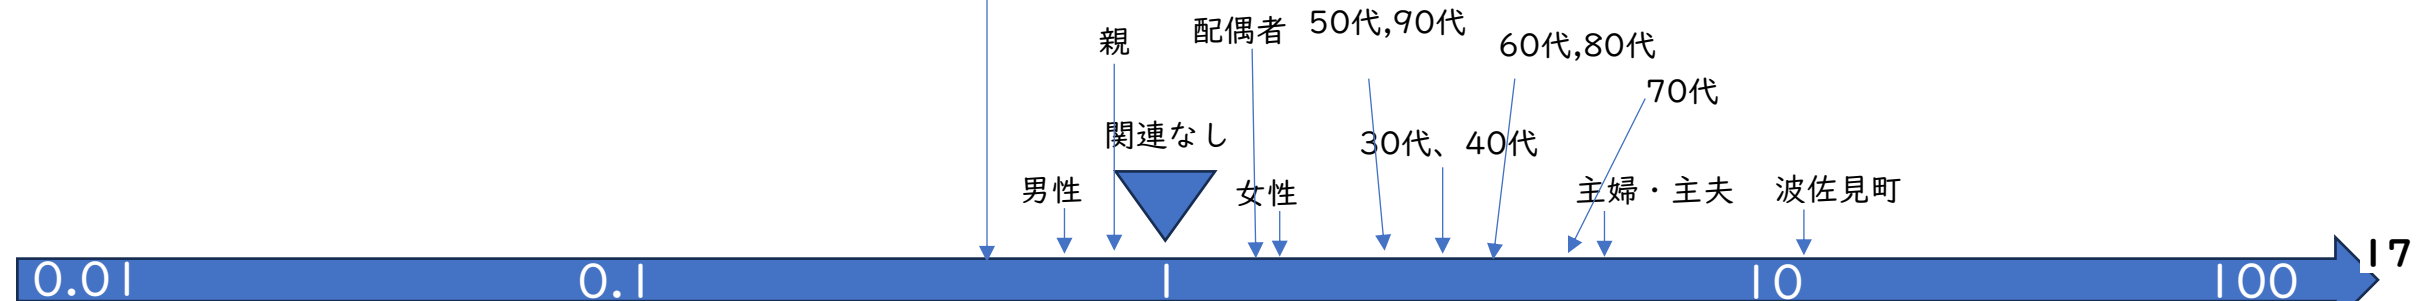 親
配偶者
50代,90代
60代,80代
70代
関連なし
30代、40代
男性
女性
主婦・主夫
波佐見町
0.01
0.1
1
10
100
17